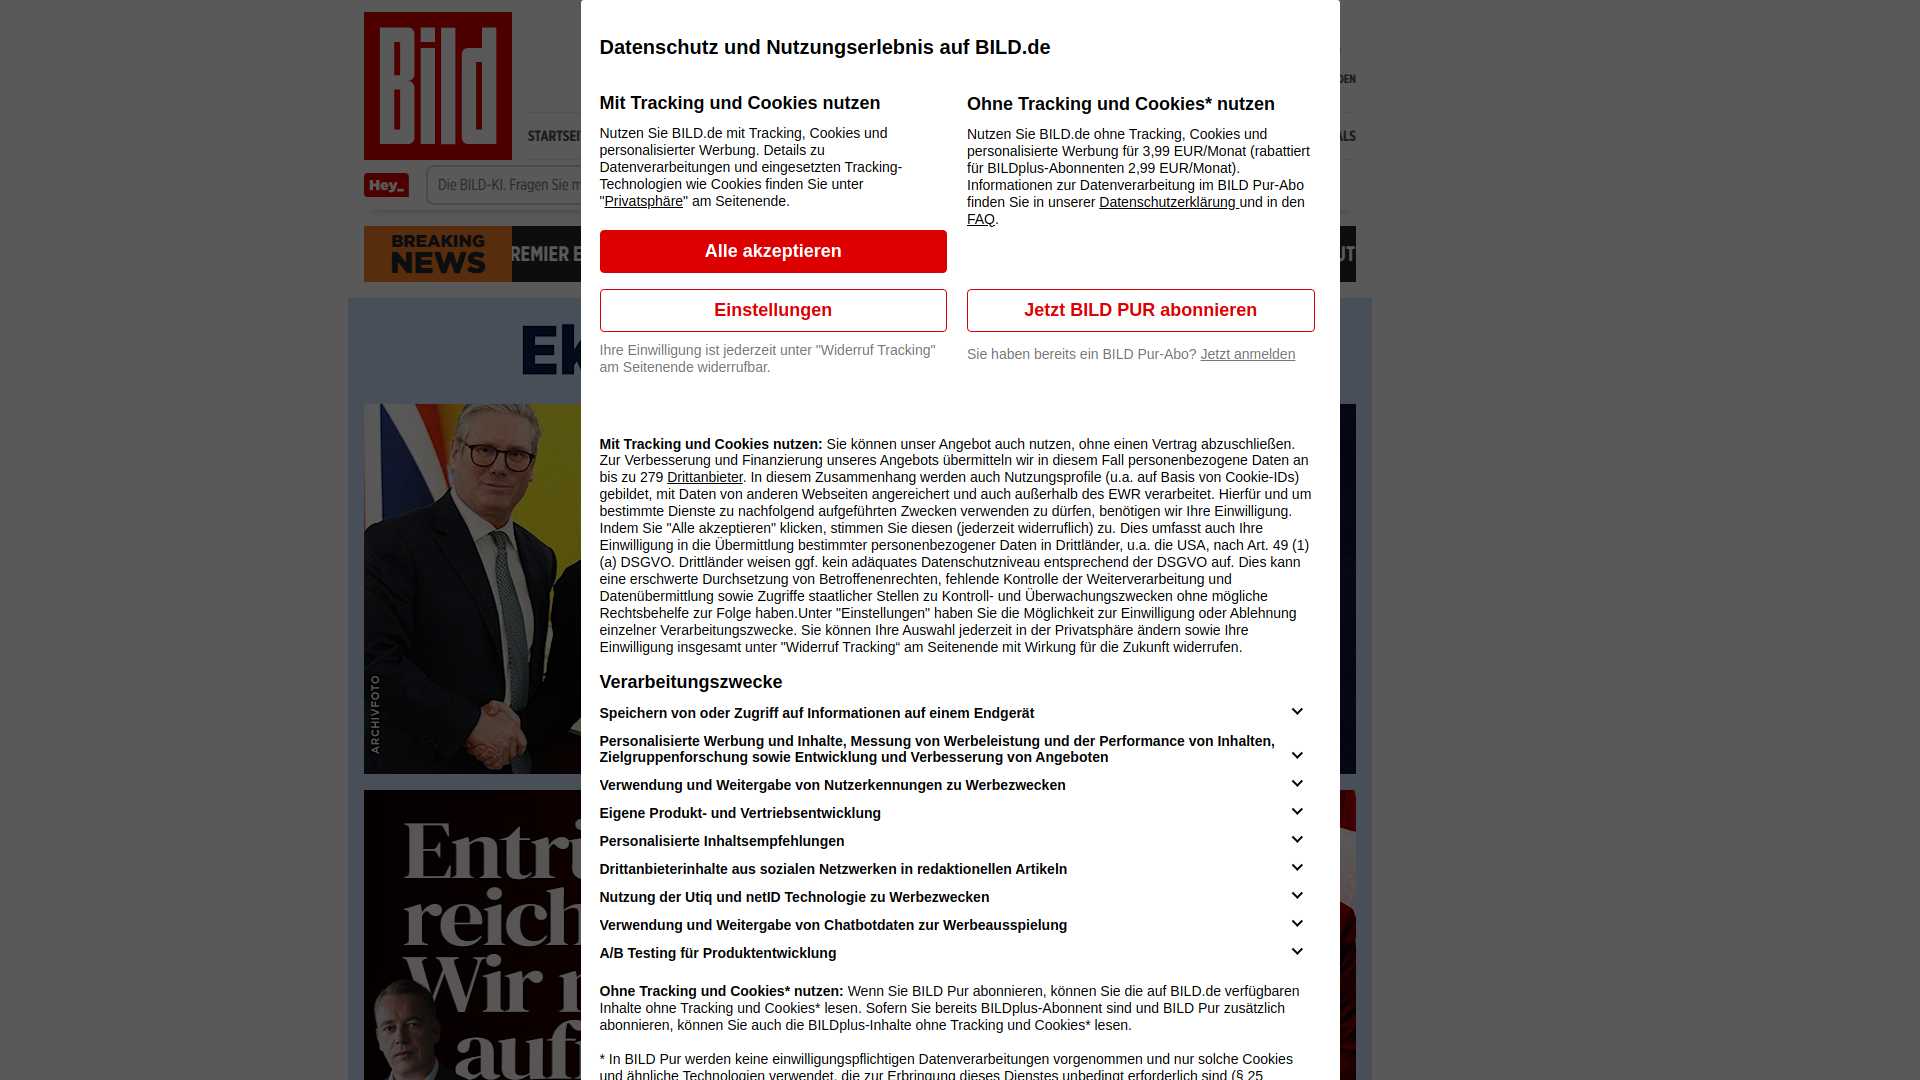 Bild
Datenschutz und Nutzungserlebnis auf BILD.de
Mit Tracking und Cookies nutzen
Nutzen Sie BILD.de mit Tracking, Cookies und
personalisierter Werbung. Details zu
Datenverarbeitungen und eingesetzten Tracking-
Technologien wie Cookies finden Sie unter
"Privatsphäre" am Seitenende.
Alle akzeptieren
Einstellungen
Ihre Einwilligung ist jederzeit unter "Widerruf Tracking"
am Seitenende widerrufbar.
Ohne Tracking und Cookies* nutzen
Nutzen Sie BILD.de ohne Tracking, Cookies und
personalisierte Werbung für 3,99 EUR/Monat (rabattiert
für BILDplus-Abonnenten 2,99 EUR/Monat).
Informationen zur Datenverarbeitung im BILD Pur-Abo
finden Sie in unserer Datenschutzerklärung und in den
FAQ.
Jetzt BILD PUR abonnieren
Sie haben bereits ein BILD Pur-Abo? Jetzt anmelden
Mit Tracking und Cookies nutzen: Sie können unser Angebot auch nutzen, ohne einen Vertrag abzuschließen.
Zur Verbesserung und Finanzierung unseres Angebots übermitteln wir in diesem Fall personenbezogene Daten an
bis zu 279 Drittanbieter. In diesem Zusammenhang werden auch Nutzungsprofile (u.a. auf Basis von Cookie-IDs)
gebildet, mit Daten von anderen Webseiten angereichert und auch außerhalb des EWR verarbeitet. Hierfür und um
bestimmte Dienste zu nachfolgend aufgeführten Zwecken verwenden zu dürfen, benötigen wir Ihre Einwilligung.
Indem Sie "Alle akzeptieren" klicken, stimmen Sie diesen (jederzeit widerruflich) zu. Dies umfasst auch Ihre
Einwilligung in die Übermittlung bestimmter personenbezogener Daten in Drittländer, u.a. die USA, nach Art. 49 (1)
(a) DSGVO. Drittländer weisen ggf. kein adäquates Datenschutzniveau entsprechend der DSGVO auf. Dies kann
eine erschwerte Durchsetzung von Betroffenenrechten, fehlende Kontrolle der Weiterverarbeitung und
Datenübermittlung sowie Zugriffe staatlicher Stellen zu Kontroll- und Überwachungszwecken ohne mögliche
Rechtsbehelfe zur Folge haben.Unter "Einstellungen" haben Sie die Möglichkeit zur Einwilligung oder Ablehnung
einzelner Verarbeitungszwecke. Sie können Ihre Auswahl jederzeit in der Privatsphäre ändern sowie Ihre
Einwilligung insgesamt unter "Widerruf Tracking“ am Seitenende mit Wirkung für die Zukunft widerrufen.
Verarbeitungszwecke
Speichern von oder Zugriff auf Informationen auf einem Endgerät
Personalisierte Werbung und Inhalte, Messung von Werbeleistung und der Performance von Inhalten,
Zielgruppenforschung sowie Entwicklung und Verbesserung von Angeboten
Verwendung und Weitergabe von Nutzerkennungen zu Werbezwecken
Eigene Produkt- und Vertriebsentwicklung
Personalisierte Inhaltsempfehlungen
Drittanbieterinhalte aus sozialen Netzwerken in redaktionellen Artikeln
Nutzung der Utiq und netID Technologie zu Werbezwecken
Verwendung und Weitergabe von Chatbotdaten zur Werbeausspielung
A/B Testing für Produktentwicklung
Ohne Tracking und Cookies* nutzen: Wenn Sie BILD Pur abonnieren, können Sie die auf BILD.de verfügbaren
Inhalte ohne Tracking und Cookies* lesen. Sofern Sie bereits BILDplus-Abonnent sind und BILD Pur zusätzlich
abonnieren, können Sie auch die BILDplus-Inhalte ohne Tracking und Cookies* lesen.
* In BILD Pur werden keine einwilligungspflichtigen Datenverarbeitungen vorgenommen und nur solche Cookies
und ähnliche Technologien verwendet, die zur Erbringung dieses Dienstes unbedingt erforderlich sind (§ 25
DEN
STARTSEI
ALS
Hey_
Die BILD-KI. Fragen Sie m
BREAKING
NEWS
REMIER E
UT
Ek
ARCHIVFOTO
Entrü
reich
Wir
auf